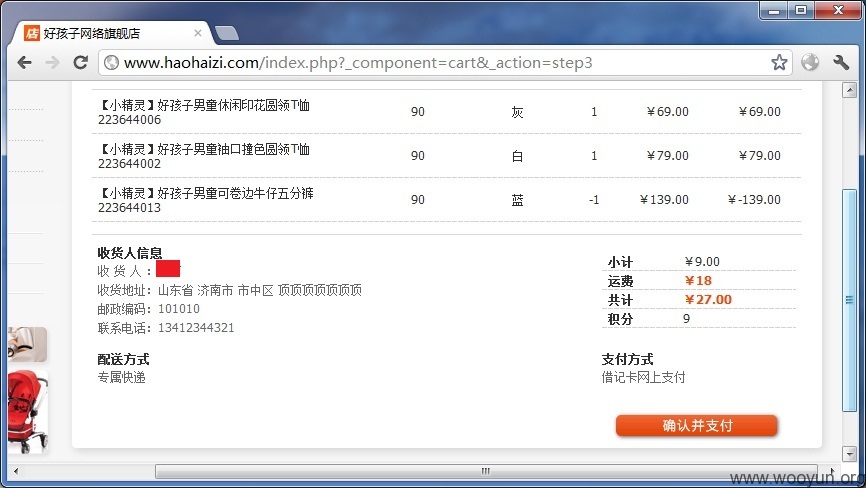 好孩子网络旗舰店
www.haohaizi.com/index.php?_component=cart&_action=step3
【小精灵】好孩子男童休闲印花圆领T恤 90 灰 1 ￥69.00 ￥69.00
223644006
【小精灵】好孩子男童袖口撞色圆领T恤 90 白 1 ￥79.00 ￥79.00
223644002
【小精灵】好孩子男童可卷边牛仔五分裤 90 蓝 -1 ￥139.00 ￥-139.00
223644013
收货人信息
收 货 人：
收货地址：山东省 济南市 市中区 顶顶顶顶顶顶顶
邮政编码：101010
联系电话：13412344321
小计 ￥9.00
运费 ￥18
共计 ￥27.00
积分 9
配送方式
专属快递
支付方式
借记卡网上支付
确认并支付
www.wooyun.org